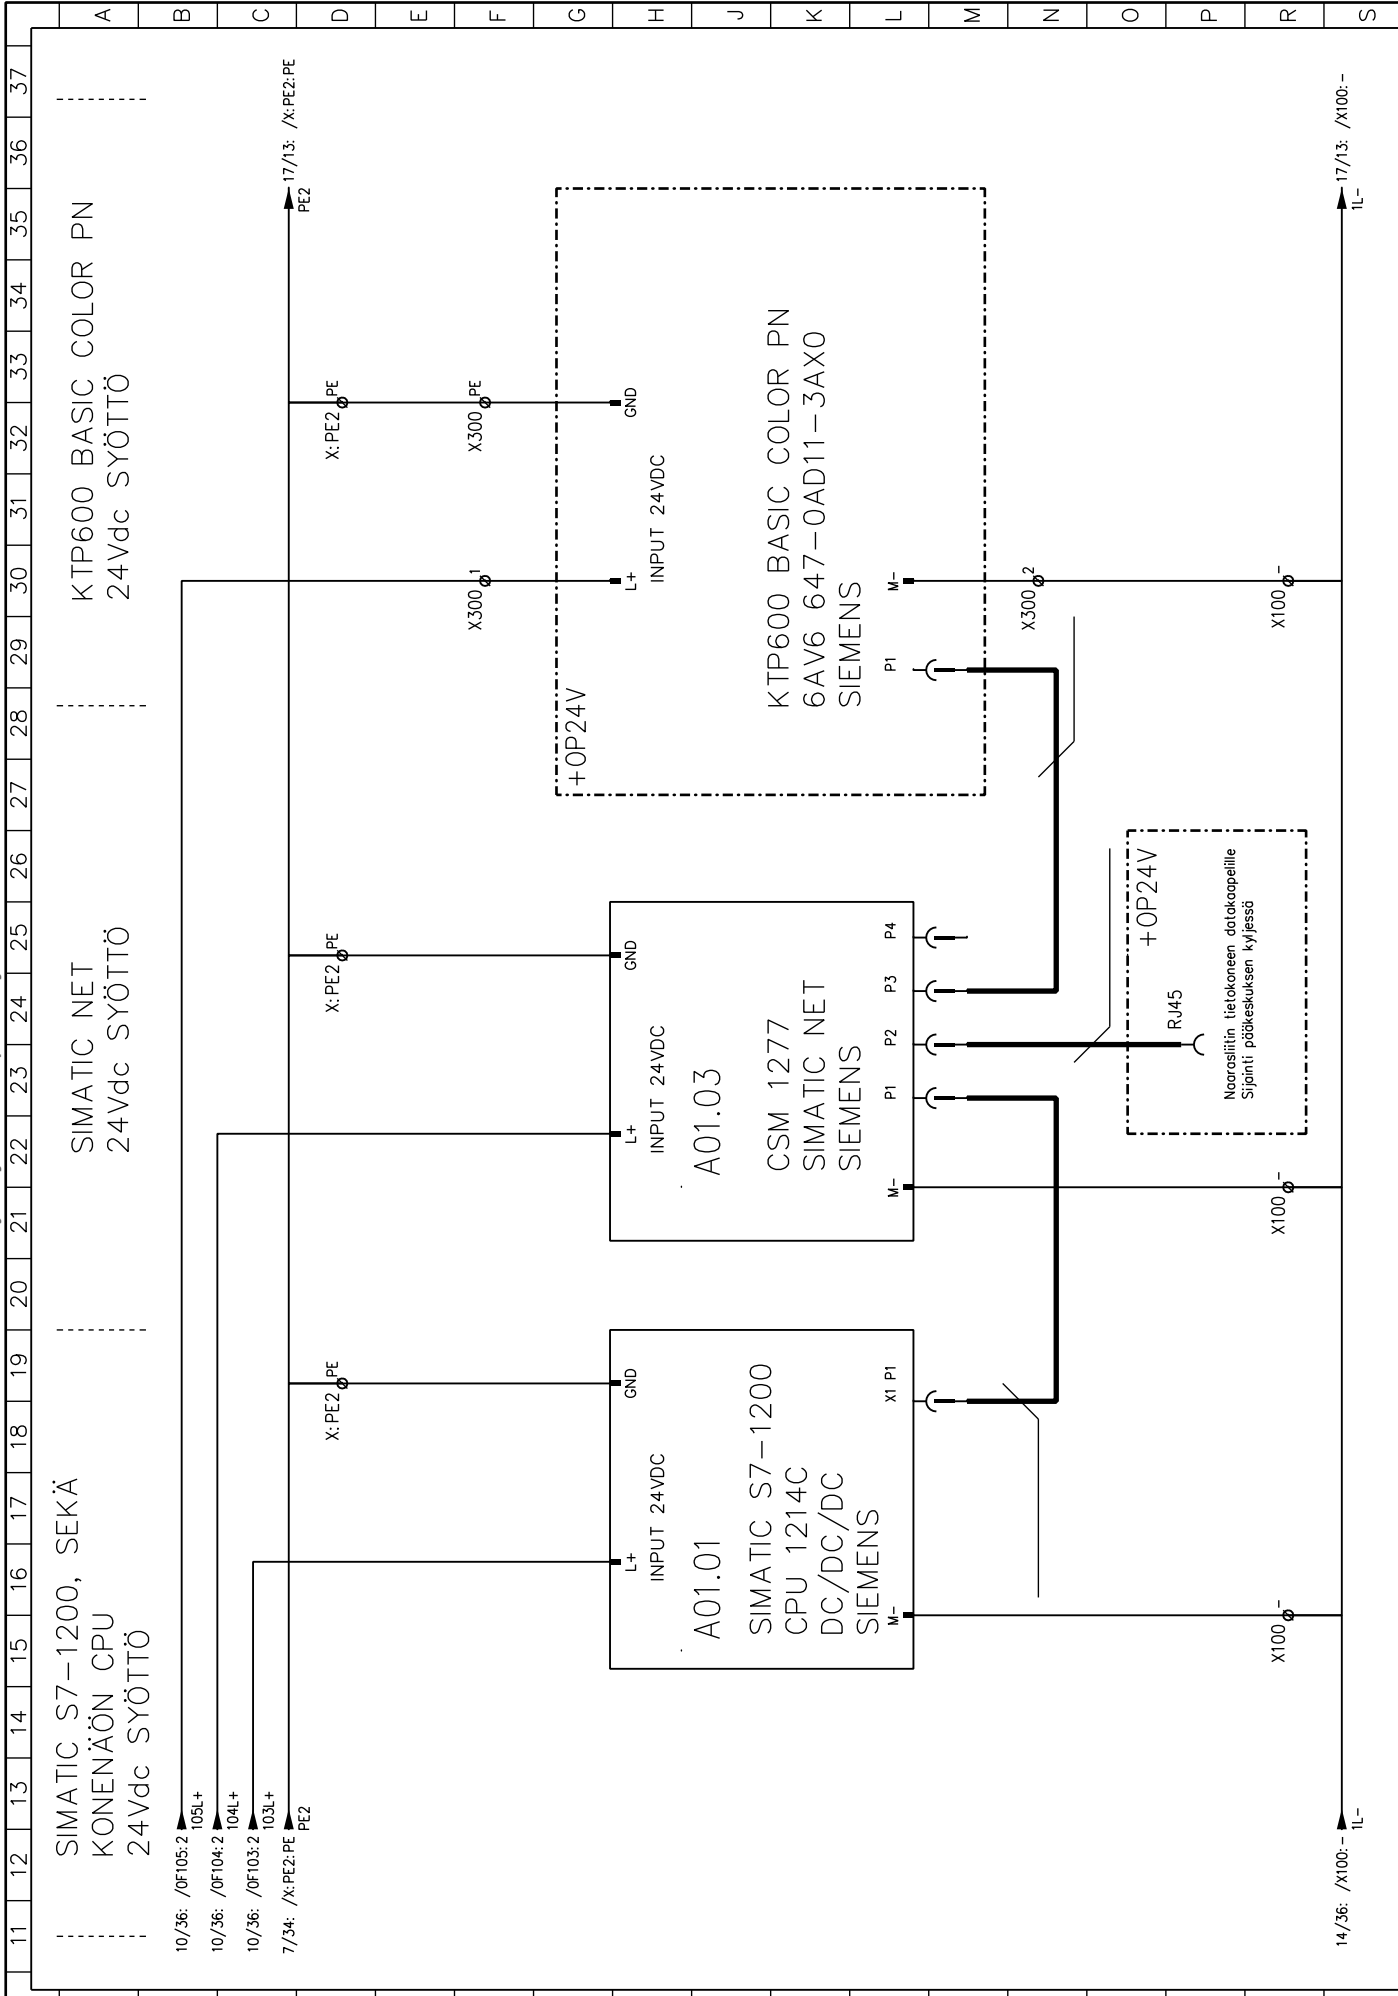 11 12 13 14 15 16 17 18 19 20 21 22 23 24 25 26 27 28 29 30 31 32 33 34 35 36 37
A
B
C
D
E
F
G
H
J
K
L
M
N
O
P
R
S
SIMATIC S7-1200, SEKÄ
KONENÄÖN CPU
24Vdc SYÖTTÖ
SIMATIC NET
24Vdc SYÖTTÖ
KTP600 BASIC COLOR PN
24Vdc SYÖTTÖ
10/36: /0F105:2
105L+
10/36: /0F104:2
104L+
10/36: /0F103:2
103L+
7/34: /X:PE2:PE
PE2
17/13: /X:PE2:PE
PE2
X:PE2 PE
X:PE2 PE
X:PE2 PE
X300 1
X300 PE
L+
GND
INPUT 24VDC
A01.01
SIMATIC S7-1200
CPU 1214C
DC/DC/DC
SIEMENS
M-
X1 P1
L+
GND
INPUT 24VDC
A01.03
CSM 1277
SIMATIC NET
SIEMENS
M-
P1
P2
P3
P4
+OP24V
L+
GND
INPUT 24VDC
KTP600 BASIC COLOR PN
6AV6 647-0AD11-3AX0
SIEMENS
P1
M-
X300 2
+OP24V
RJ45
Naarasliitin tietokoneen datakaapelille
Sijainti pääkeskuksen kyljessä
X100 -
X100 -
X100 -
14/36: /X100:-
1L-
17/13: /X100:-
1L-